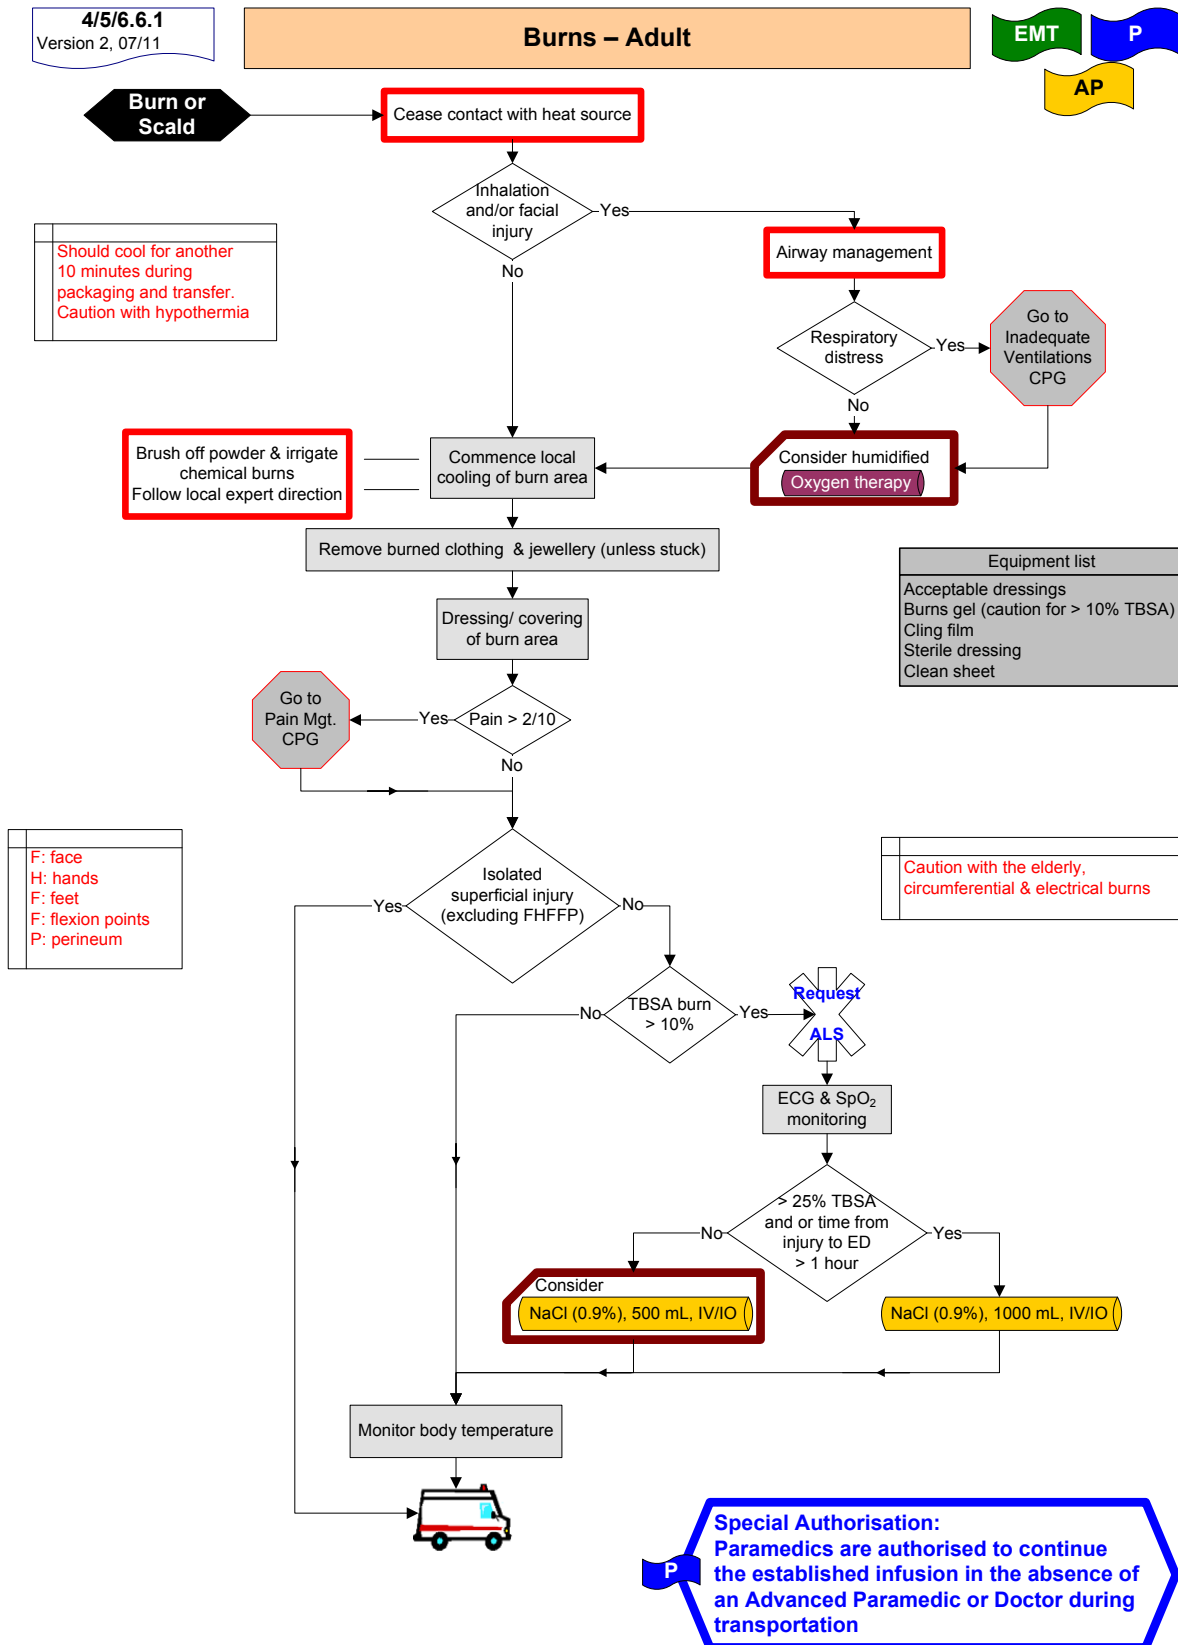 4/5/6.6.1
Version 2, 07/11
Burns – Adult
EMT
P
AP
Burn or
Scald
Cease contact with heat source
Inhalation
and/or facial
injury
Yes
No
Should cool for another
10 minutes during
packaging and transfer.
Caution with hypothermia
Airway management
Respiratory
distress
Yes
No
Go to
Inadequate
Ventilations
CPG
Brush off powder & irrigate
chemical burns
Follow local expert direction
Commence local
cooling of burn area
Consider humidified
Oxygen therapy
Remove burned clothing & jewellery (unless stuck)
Equipment list
Acceptable dressings
Burns gel (caution for > 10% TBSA)
Cling film
Sterile dressing
Clean sheet
Dressing/ covering
of burn area
Go to
Pain Mgt.
CPG
Yes
Pain > 2/10
No
F: face
H: hands
F: feet
F: flexion points
P: perineum
Isolated
superficial injury
(excluding FHFFP)
Yes
No
Caution with the elderly,
circumferential & electrical burns
TBSA burn
> 10%
No
Yes
Request
ALS
ECG & SpO₂
monitoring
> 25% TBSA
and or time from
injury to ED
> 1 hour
No
Yes
Consider
NaCl (0.9%), 500 mL, IV/IO
NaCl (0.9%), 1000 mL, IV/IO
Monitor body temperature
P
Special Authorisation:
Paramedics are authorised to continue
the established infusion in the absence of
an Advanced Paramedic or Doctor during
transportation